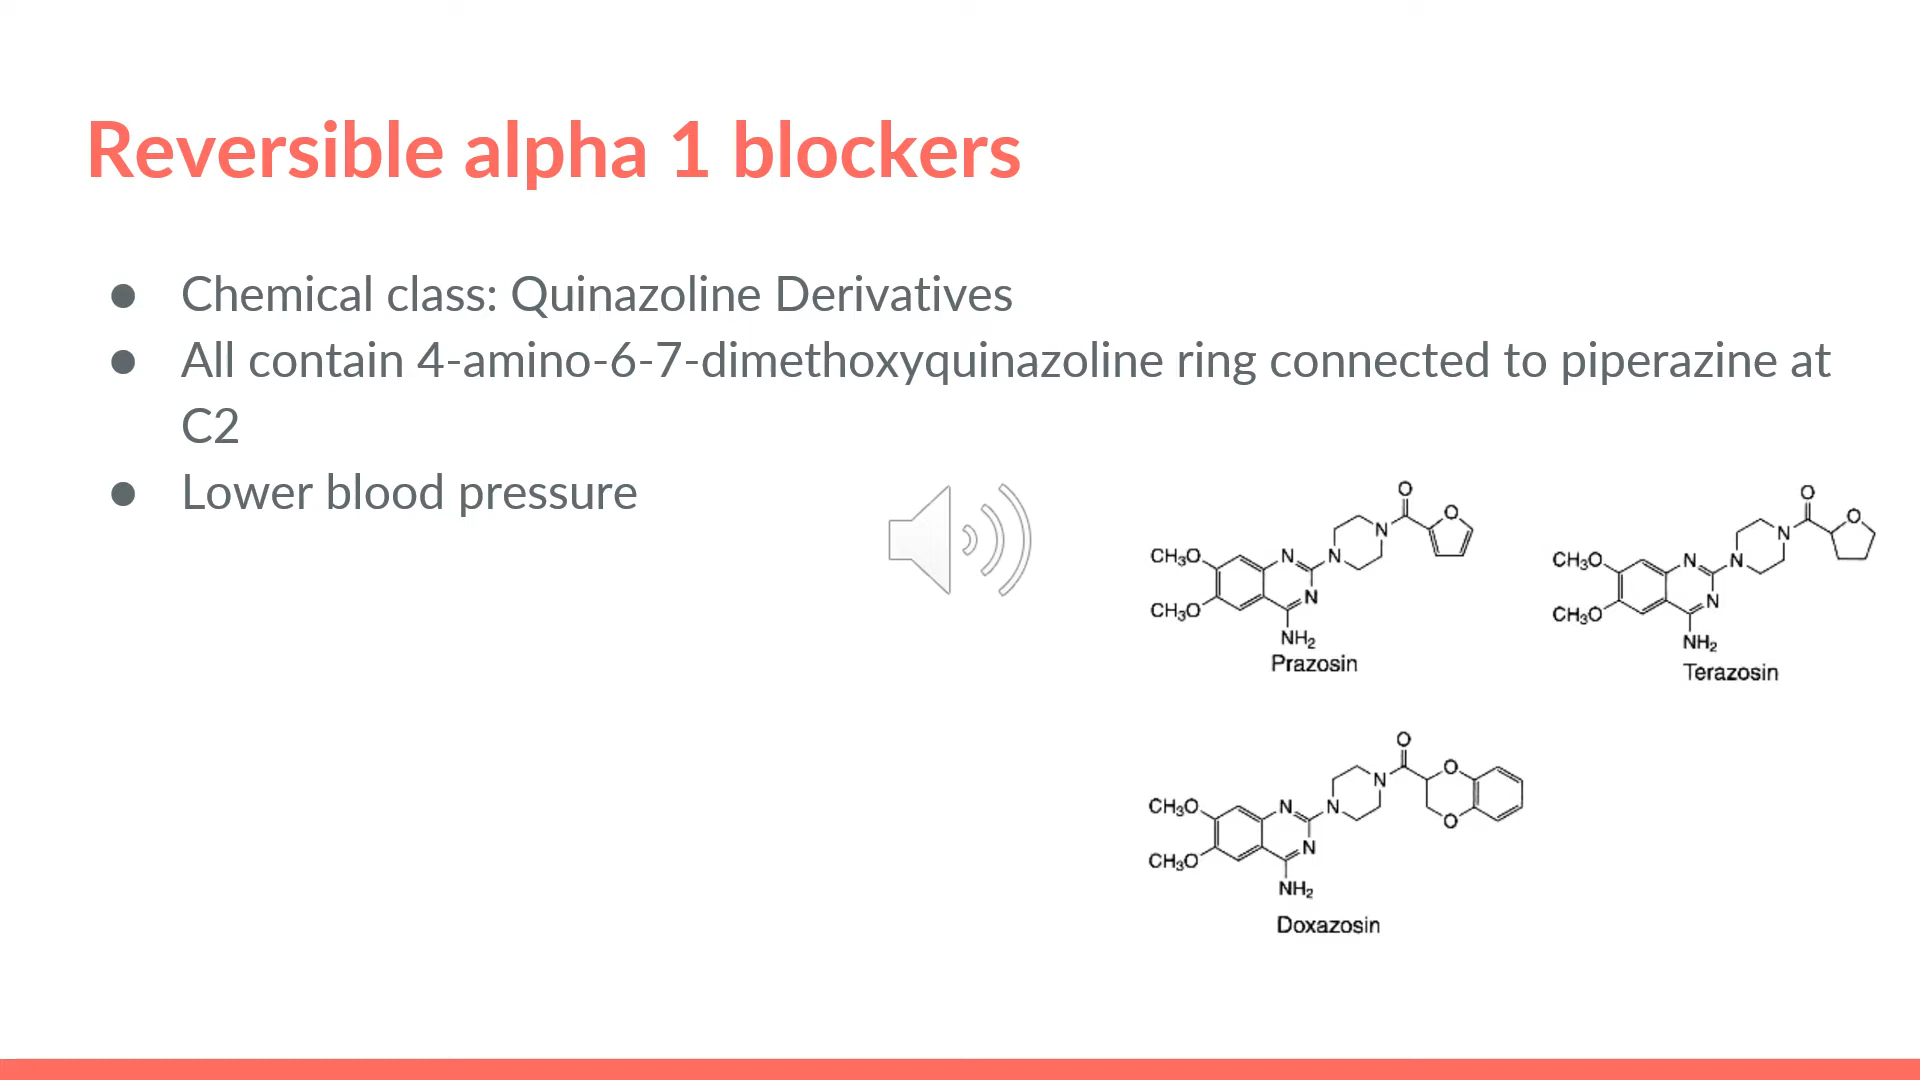 Reversible alpha 1 blockers
● Chemical class: Quinazoline Derivatives
● All contain 4-amino-6-7-dimethoxyquinazoline ring connected to piperazine at
C2
● Lower blood pressure
O
N
O
CH₃O
N
N
CH₃O
N
NH₂
Prazosin
O
N
O
CH₃O
N
N
CH₃O
N
NH₂
Terazosin
O
N
O
O
CH₃O
N
N
CH₃O
N
NH₂
Doxazosin